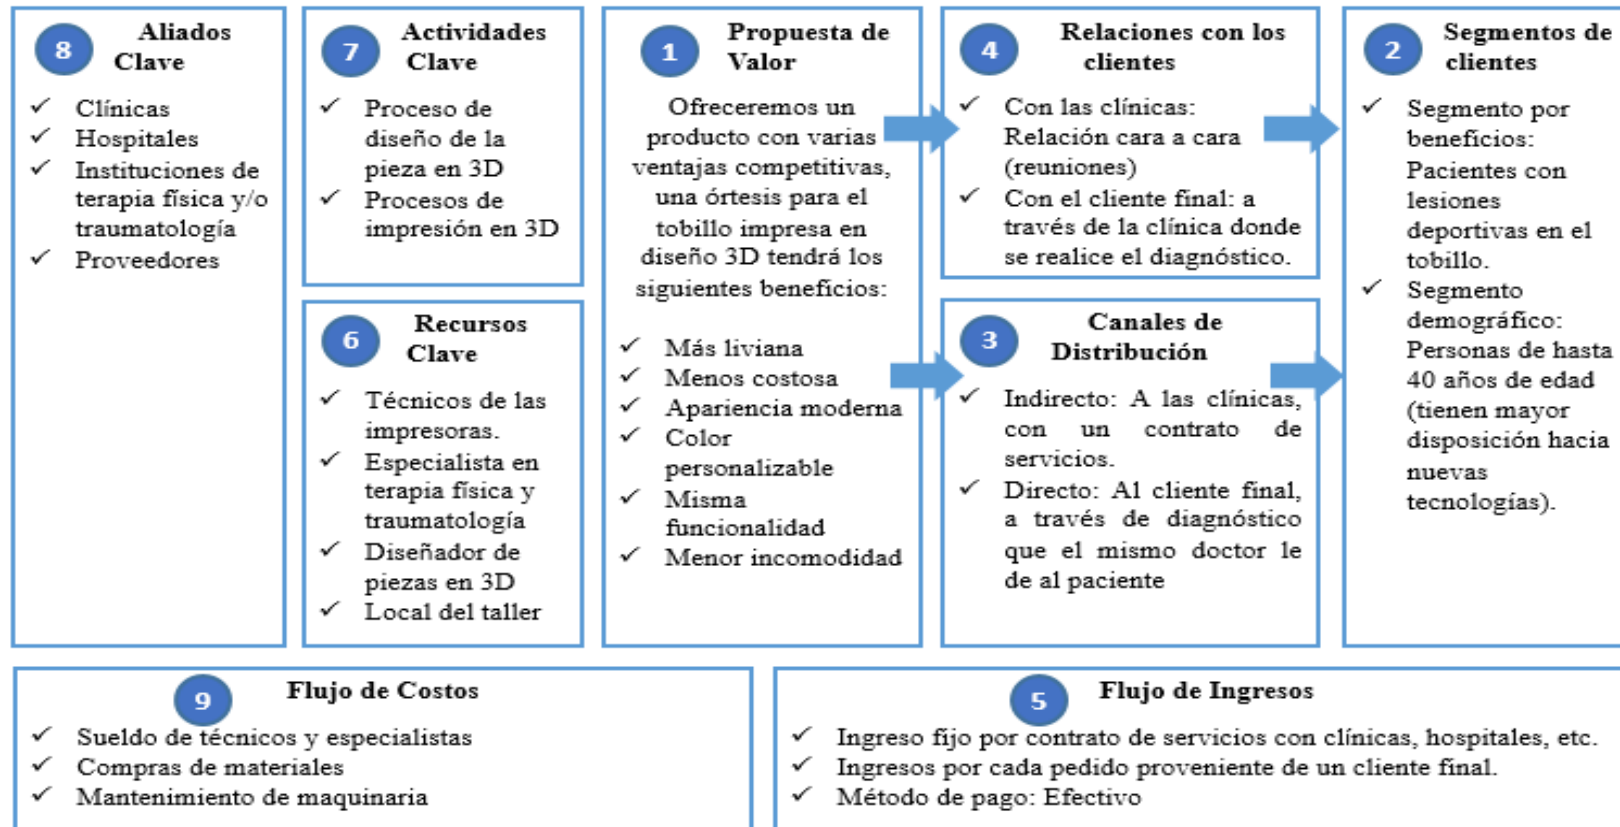 8 Aliados
Clave
✓ Clínicas
✓ Hospitales
✓ Instituciones de
terapia física y/o
traumatología
✓ Proveedores
7 Actividades
Clave
✓ Proceso de
diseño de la
pieza en 3D
✓ Procesos de
impresión en 3D
6 Recursos
Clave
✓ Técnicos de las
impresoras.
✓ Especialista en
terapia física y
traumatología
✓ Diseñador de
piezas en 3D
✓ Local del taller
1 Propuesta de
Valor
Ofreceremos un
producto con varias
ventajas competitivas,
una órtesis para el
tobillo impresa en
diseño 3D tendrá los
siguientes beneficios:
✓ Más liviana
✓ Menos costosa
✓ Apariencia moderna
✓ Color
personalizable
✓ Misma
funcionalidad
✓ Menor incomodidad
4 Relaciones con los
clientes
✓ Con las clínicas:
Relación cara a cara
(reuniones)
✓ Con el cliente final: a
través de la clínica donde
se realice el diagnóstico.
3 Canales de
Distribución
✓ Indirecto: A las clínicas,
con un contrato de
servicios.
✓ Directo: Al cliente final,
a través de diagnóstico
que el mismo doctor le
de al paciente
2 Segmentos de
clientes
✓ Segmento por
beneficios:
Pacientes con
lesiones
deportivas en el
tobillo.
✓ Segmento
demográfico:
Personas de hasta
40 años de edad
(tienen mayor
disposición hacia
nuevas
tecnologías).
9 Flujo de Costos
✓ Sueldo de técnicos y especialistas
✓ Compras de materiales
✓ Mantenimiento de maquinaria
5 Flujo de Ingresos
✓ Ingreso fijo por contrato de servicios con clínicas, hospitales, etc.
✓ Ingresos por cada pedido proveniente de un cliente final.
✓ Método de pago: Efectivo